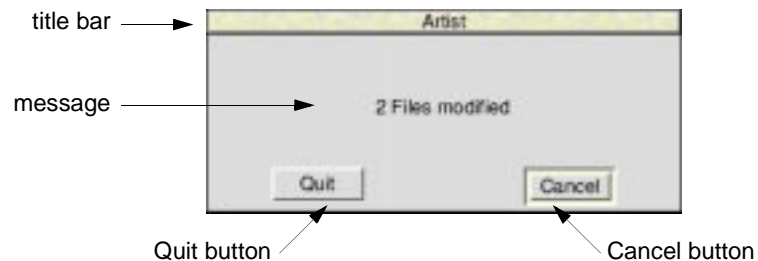 title bar
Artist
message
2 Files modified
Quit
Cancel
Quit button
Cancel button